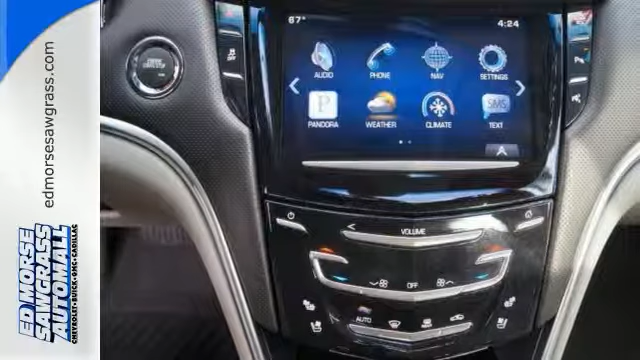 67°
4:24
AUDIO
PHONE
NAV
SETTINGS
PANDORA
P
WEATHER
CLIMATE
SMS
TEXT
VOLUME
OFF
AUTO
edmorsesawgrass.com
ED MORSE
SAWGRASS
AUTOMALL
CHEVROLET•BUICK•GMC•CADILLAC